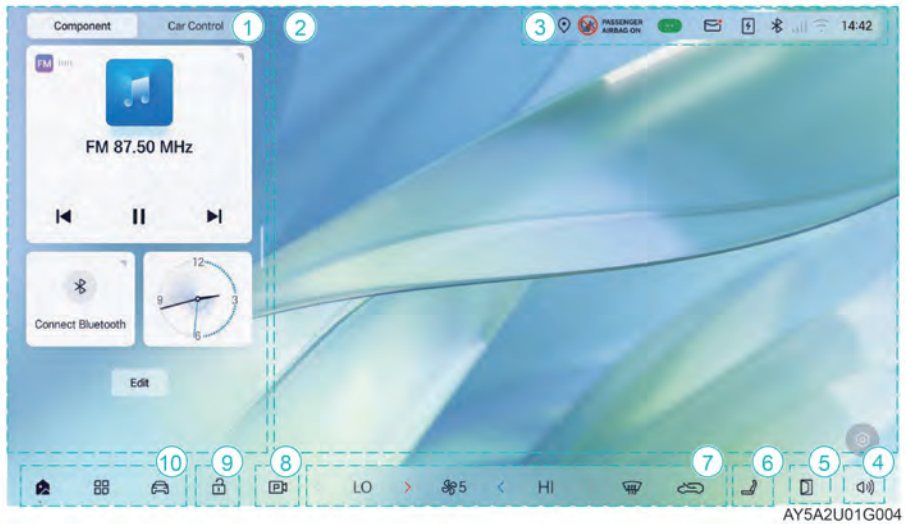 Component
Car Control
1
2
3
PASSENGER
AIRBAG ON
14:42
FM
FM 87.50 MHz
12
9
3
6
Connect Bluetooth
Edit
10
9
8
7
6
5
4
P
LO
5
HI
AY5A2U01G004